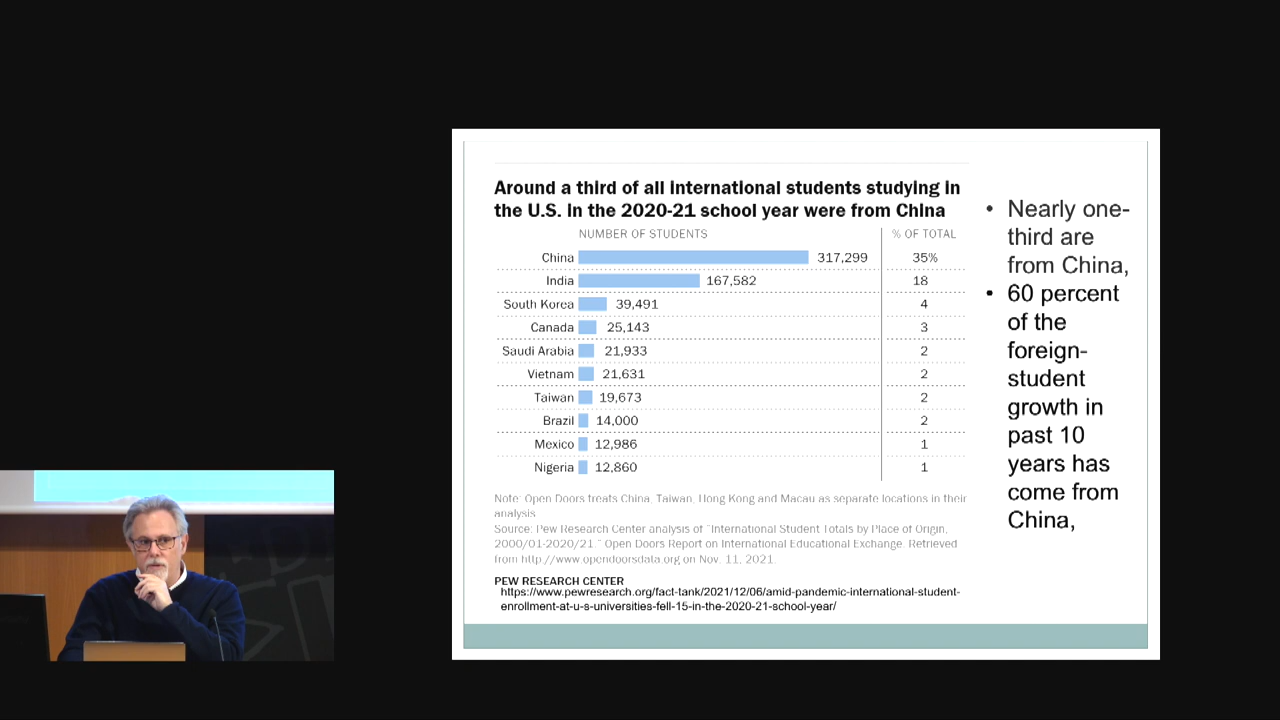 Around a third of all international students studying in
the U.S. in the 2020-21 school year were from China
NUMBER OF STUDENTS % OF TOTAL
China 317,299 35%
India 167,582 18
South Korea 39,491 4
Canada 25,143 3
Saudi Arabia 21,933 2
Vietnam 21,631 2
Taiwan 19,673 2
Brazil 14,000 2
Mexico 12,986 1
Nigeria 12,860 1
Note: Open Doors treats China, Taiwan, Hong Kong and Macau as separate locations in their
analysis.
Source: Pew Research Center analysis of "International Student Totals by Place of Origin,
2000/01-2020/21." Open Doors Report on International Educational Exchange. Retrieved
from http://www.opendoorsdata.org on Nov. 11, 2021.
PEW RESEARCH CENTER
https://www.pewresearch.org/fact-tank/2021/12/06/amid-pandemic-international-student-
enrollment-at-u-s-universities-fell-15-in-the-2020-21-school-year/
• Nearly one-
third are
from China,
• 60 percent
of the
foreign-
student
growth in
past 10
years has
come from
China,